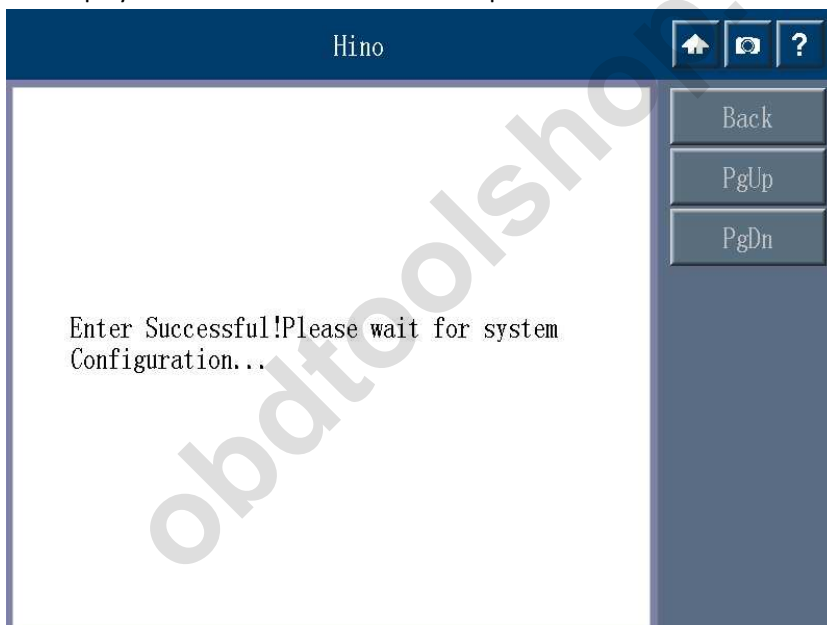 Hino
?
Back
PgUp
PgDn
Enter Successful!Please wait for system
Configuration...
obdtoolshop.